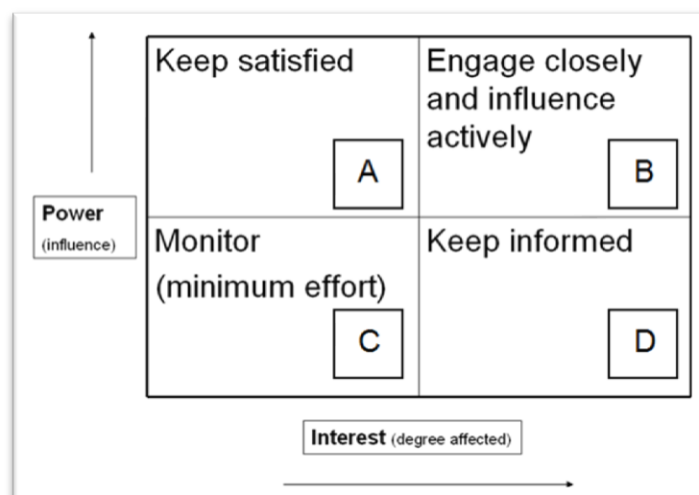 Keep satisfied
A
Engage closely
and influence
actively
B
Power
(influence)
Monitor
(minimum effort)
C
Keep informed
D
Interest (degree affected)